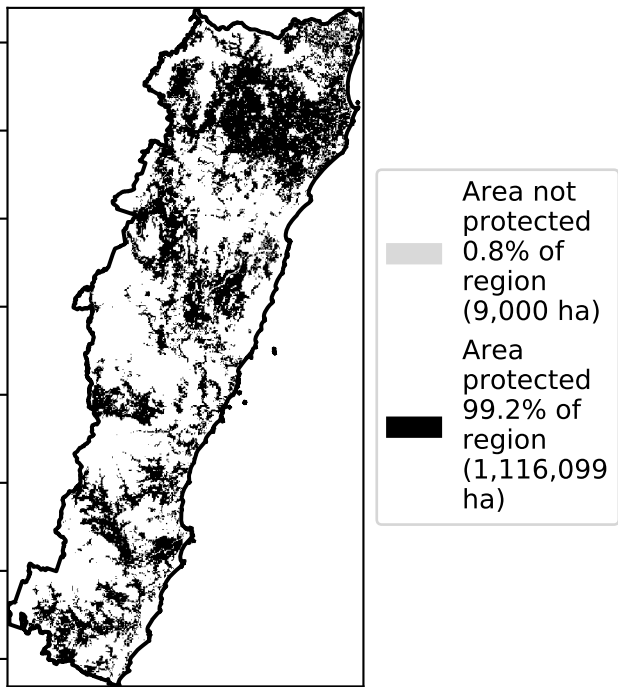 Area not
protected
0.8% of
region
(9,000 ha)
Area
protected
99.2% of
region
(1,116,099
ha)